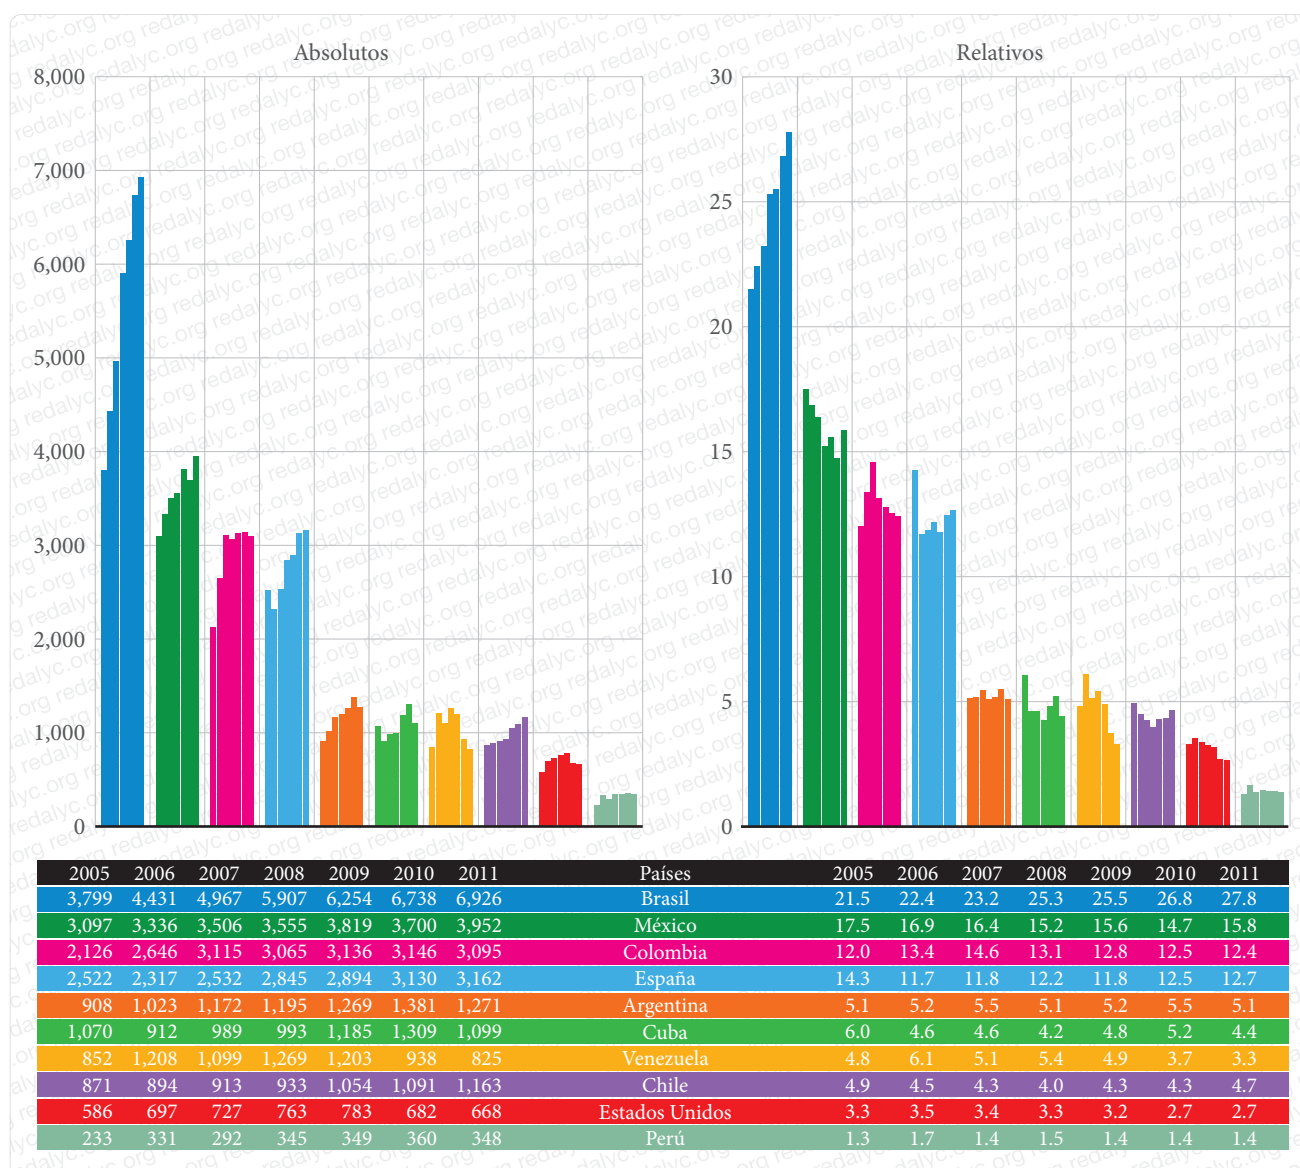 Absolutos
Relativos
8,000
7,000
6,000
5,000
4,000
3,000
2,000
1,000
0
30
25
20
15
10
5
0
2005 2006 2007 2008 2009 2010 2011 Países 2005 2006 2007 2008 2009 2010 2011
3,799 4,431 4,967 5,907 6,254 6,738 6,926 Brasil 21.5 22.4 23.2 25.3 25.5 26.8 27.8
3,097 3,336 3,506 3,555 3,819 3,700 3,952 México 17.5 16.9 16.4 15.2 15.6 14.7 15.8
2,126 2,646 3,115 3,065 3,136 3,146 3,095 Colombia 12.0 13.4 14.6 13.1 12.8 12.5 12.4
2,522 2,317 2,532 2,845 2,894 3,130 3,162 España 14.3 11.7 11.8 12.2 11.8 12.5 12.7
908 1,023 1,172 1,195 1,269 1,381 1,271 Argentina 5.1 5.2 5.5 5.1 5.2 5.5 5.1
1,070 912 989 993 1,185 1,309 1,099 Cuba 6.0 4.6 4.6 4.2 4.8 5.2 4.4
852 1,208 1,099 1,269 1,203 938 825 Venezuela 4.8 6.1 5.1 5.4 4.9 3.7 3.3
871 894 913 933 1,054 1,091 1,163 Chile 4.9 4.5 4.3 4.0 4.3 4.3 4.7
586 697 727 763 783 682 668 Estados Unidos 3.3 3.5 3.4 3.3 3.2 2.7 2.7
233 331 292 345 349 360 348 Perú 1.3 1.7 1.4 1.5 1.4 1.4 1.4
redalyc.org